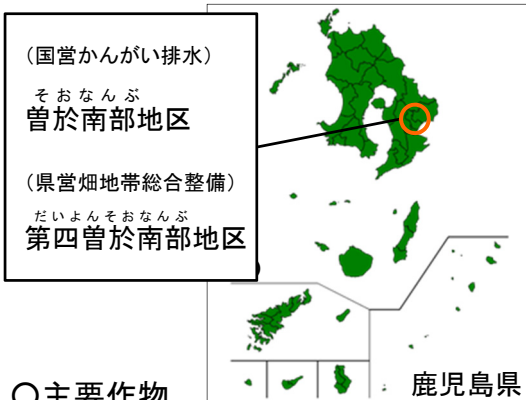 （国営かんがい排水）
そおなんぶ
曽於南部地区
（県営畑地帯総合整備）
だいよんそおなんぶ
第四曽於南部地区
鹿児島県
〇主要作物